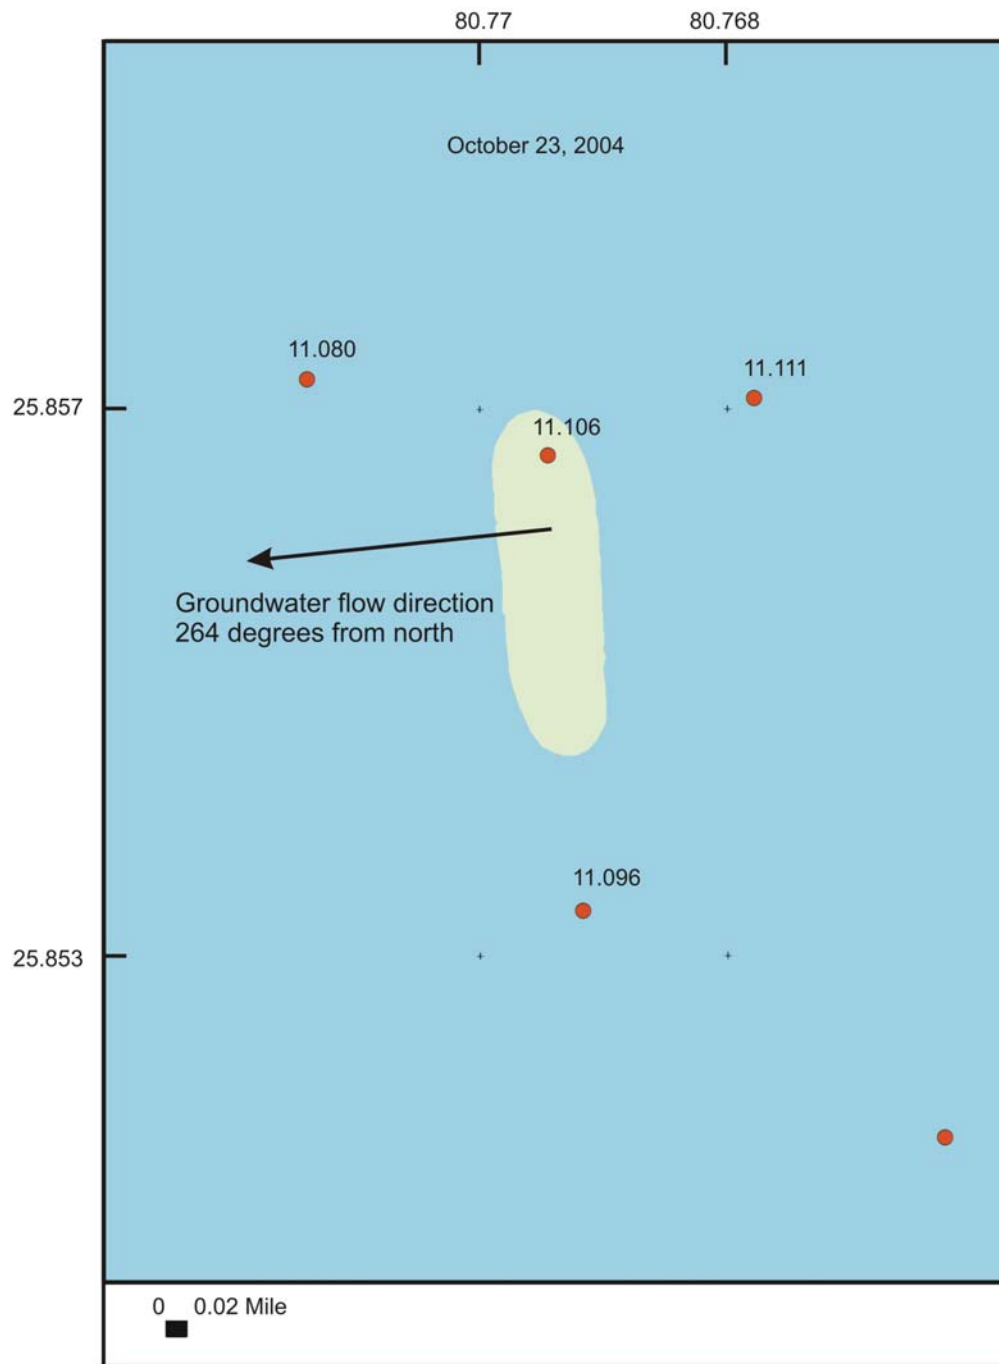 80.77
80.768
October 23, 2004
11.080
11.111
25.857
11.106
Groundwater flow direction
264 degrees from north
11.096
25.853
0 0.02 Mile